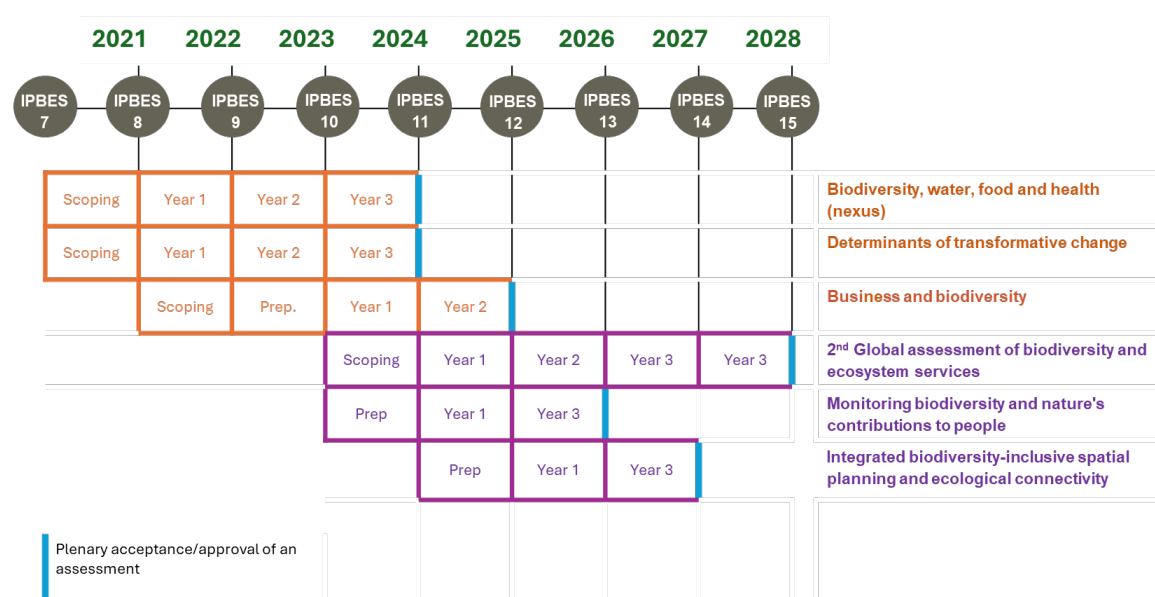 2021 2022 2023 2024 2025 2026 2027 2028
IPBES 7 IPBES 8 IPBES 9 IPBES 10 IPBES 11 IPBES 12 IPBES 13 IPBES 14 IPBES 15
Scoping Year 1 Year 2 Year 3
Biodiversity, water, food and health
(nexus)
Scoping Year 1 Year 2 Year 3
Determinants of transformative change
Scoping Prep. Year 1 Year 2
Business and biodiversity
Scoping Year 1 Year 2 Year 3 Year 3
2nd Global assessment of biodiversity and
ecosystem services
Prep Year 1 Year 3
Monitoring biodiversity and nature's
contributions to people
Prep Year 1 Year 3
Integrated biodiversity-inclusive spatial
planning and ecological connectivity
Plenary acceptance/approval of an
assessment